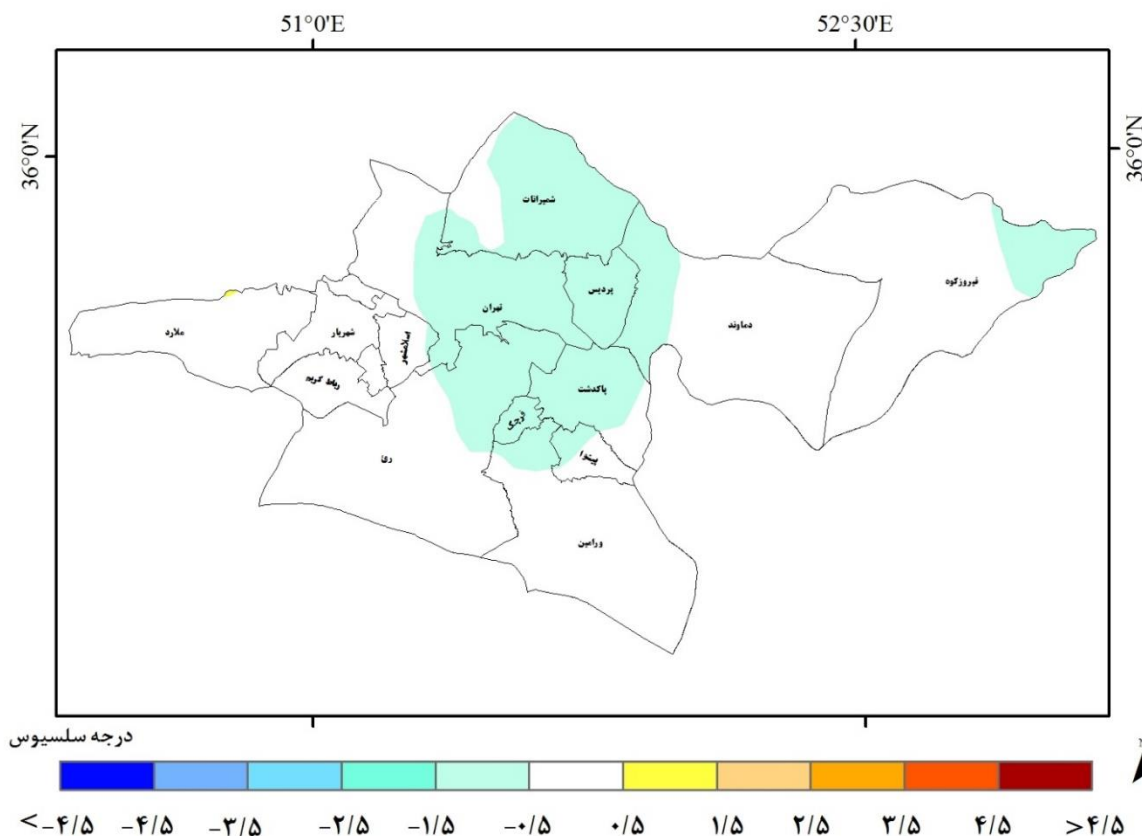 51°0'E 52°30'E
36°0'N 36°0'N
شمیرانات
فیروزکوه
پردیس
تهران
دماوند
ملارد
شهریار
اسلامشهر
رباط کریم
پاکدشت
قرچک
ری
پیشوا
ورامین
درجه سلسیوس
N
<-۴/۵ -۴/۵ -۳/۵ -۲/۵ -۱/۵ -۰/۵ ۰/۵ ۱/۵ ۲/۵ ۳/۵ ۴/۵ >۴/۵